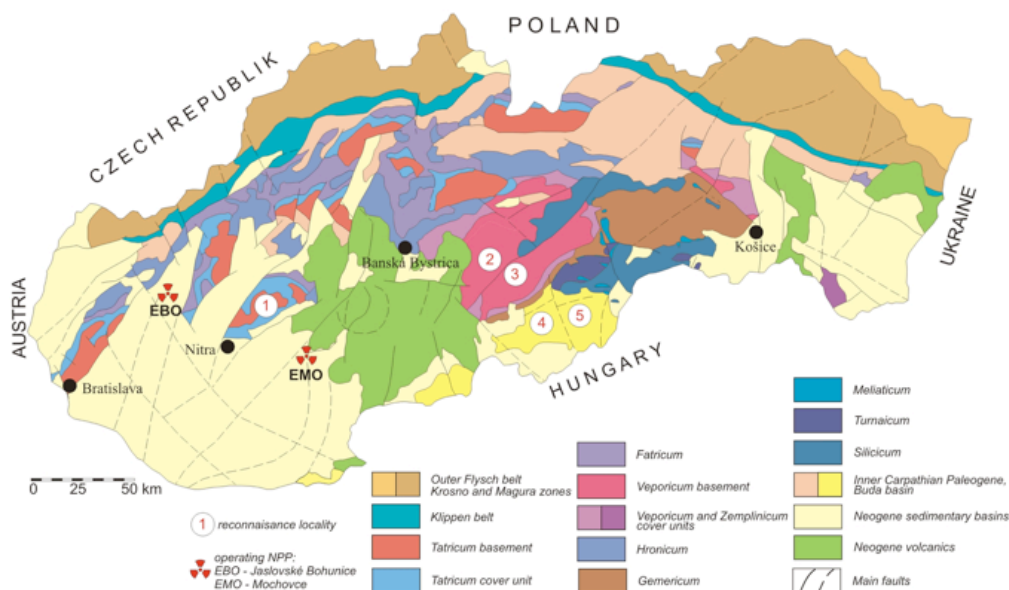 POLAND
CZECH REPUBLIK
UKRAINE
AUSTRIA
HUNGARY
Banská Bystrica
Košice
2
3
1
4
5
EBO
Nitra
EMO
Bratislava
0 25 50 km
1 reconnaisance locality
operating NPP:
EBO - Jaslovské Bohunice
EMO - Mochovce
Outer Flysch belt
Krosno and Magura zones
Klippen belt
Tatricum basement
Tatricum cover unit
Fatricum
Veporicum basement
Veporicum and Zemplinicum
cover units
Hronicum
Gemericum
Meliaticum
Turnaicum
Silicicum
Inner Carpathian Paleogene,
Buda basin
Neogene sedimentary basins
Neogene volcanics
Main faults